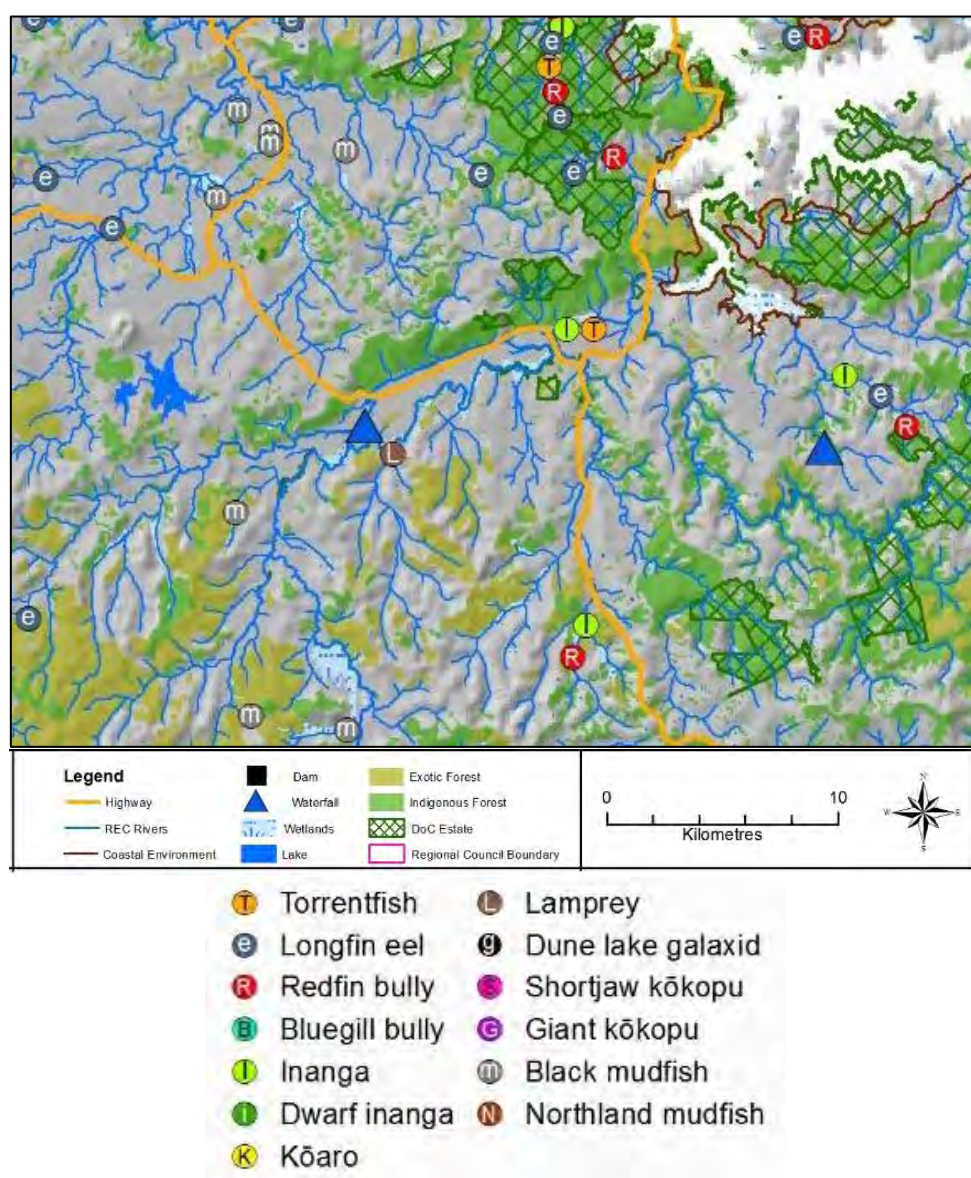 I
e
e
e
e
R
T
R
m
e
m
m
m
R
e
e
e
m
e
I
T
I
e
R
L
m
e
I
R
m
m
Legend
Highway
REC Rivers
Coastal Environment
Dam
Waterfall
Wetlands
Lake
Exotic Forest
Indigenous Forest
DoC Estate
Regional Council Boundary
0 10
Kilometres
N
W E
S
T Torrentfish
e Longfin eel
R Redfin bully
B Bluegill bully
I Inanga
i Dwarf inanga
K Kōaro
L Lamprey
g Dune lake galaxid
S Shortjaw kōkopu
G Giant kōkopu
m Black mudfish
N Northland mudfish